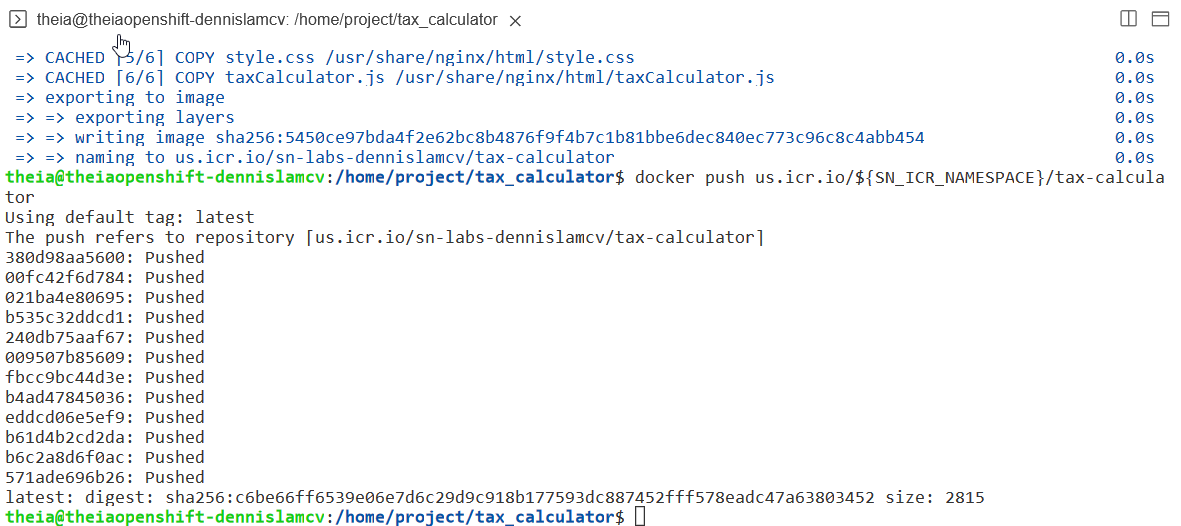 theia@theiaopenshift-dennislamcv: /home/project/tax_calculator
=> CACHED [5/6] COPY style.css /usr/share/nginx/html/style.css 0.0s
=> CACHED [6/6] COPY taxCalculator.js /usr/share/nginx/html/taxCalculator.js 0.0s
=> exporting to image 0.0s
=> => exporting layers 0.0s
=> => writing image sha256:5450ce97bda4f2e62bc8b4876f9f4b7c1b81bbe6dec840ec773c96c8c4abb454 0.0s
=> => naming to us.icr.io/sn-labs-dennislamcv/tax-calculator 0.0s
theia@theiaopenshift-dennislamcv:/home/project/tax_calculator$ docker push us.icr.io/${SN_ICR_NAMESPACE}/tax-calcula
tor
Using default tag: latest
The push refers to repository [us.icr.io/sn-labs-dennislamcv/tax-calculator]
380d98aa5600: Pushed
00fc42f6d784: Pushed
021ba4e80695: Pushed
b535c32ddcd1: Pushed
240db75aaf67: Pushed
009507b85609: Pushed
fbcc9bc44d3e: Pushed
b4ad47845036: Pushed
eddcd06e5ef9: Pushed
b61d4b2cd2da: Pushed
b6c2a8d6f0ac: Pushed
571ade696b26: Pushed
latest: digest: sha256:c6be66ff6539e06e7d6c29d9c918b177593dc887452fff578eadc47a63803452 size: 2815
theia@theiaopenshift-dennislamcv:/home/project/tax_calculator$